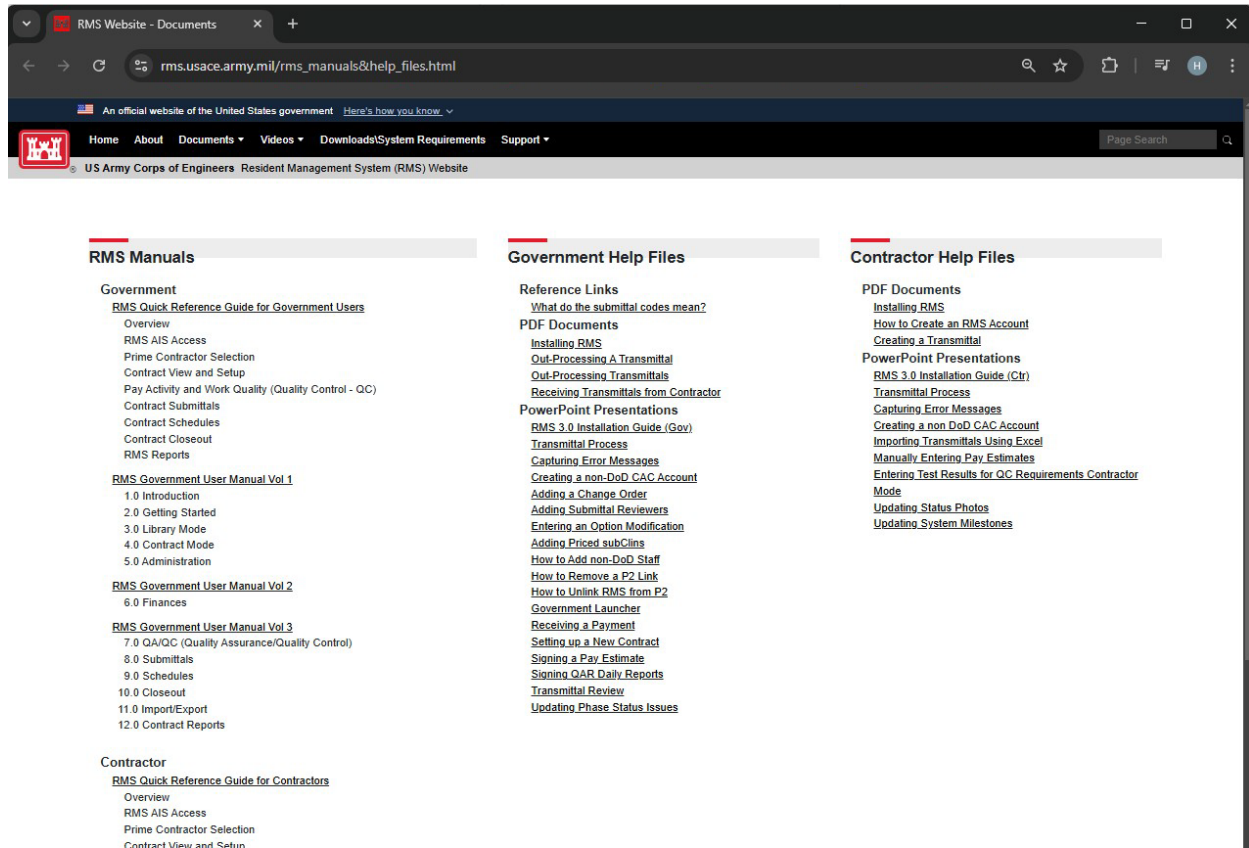 RMS Website - Documents
rms.usace.army.mil/rms_manuals&help_files.html
H
An official website of the United States government Here's how you know
Home About Documents Videos Downloads\System Requirements Support
Page Search
® US Army Corps of Engineers Resident Management System (RMS) Website
RMS Manuals
Government
RMS Quick Reference Guide for Government Users
Overview
RMS AIS Access
Prime Contractor Selection
Contract View and Setup
Pay Activity and Work Quality (Quality Control - QC)
Contract Submittals
Contract Schedules
Contract Closeout
RMS Reports
RMS Government User Manual Vol 1
1.0 Introduction
2.0 Getting Started
3.0 Library Mode
4.0 Contract Mode
5.0 Administration
RMS Government User Manual Vol 2
6.0 Finances
RMS Government User Manual Vol 3
7.0 QA/QC (Quality Assurance/Quality Control)
8.0 Submittals
9.0 Schedules
10.0 Closeout
11.0 Import/Export
12.0 Contract Reports
Contractor
RMS Quick Reference Guide for Contractors
Overview
RMS AIS Access
Prime Contractor Selection
Contract View and Setup
Government Help Files
Reference Links
What do the submittal codes mean?
PDF Documents
Installing RMS
Out-Processing A Transmittal
Out-Processing Transmittals
Receiving Transmittals from Contractor
PowerPoint Presentations
RMS 3.0 Installation Guide (Gov)
Transmittal Process
Capturing Error Messages
Creating a non-DoD CAC Account
Adding a Change Order
Adding Submittal Reviewers
Entering an Option Modification
Adding Priced subClins
How to Add non-DoD Staff
How to Remove a P2 Link
How to Unlink RMS from P2
Government Launcher
Receiving a Payment
Setting up a New Contract
Signing a Pay Estimate
Signing QAR Daily Reports
Transmittal Review
Updating Phase Status Issues
Contractor Help Files
PDF Documents
Installing RMS
How to Create an RMS Account
Creating a Transmittal
PowerPoint Presentations
RMS 3.0 Installation Guide (Ctr)
Transmittal Process
Capturing Error Messages
Creating a non DoD CAC Account
Importing Transmittals Using Excel
Manually Entering Pay Estimates
Entering Test Results for QC Requirements Contractor
Mode
Updating Status Photos
Updating System Milestones